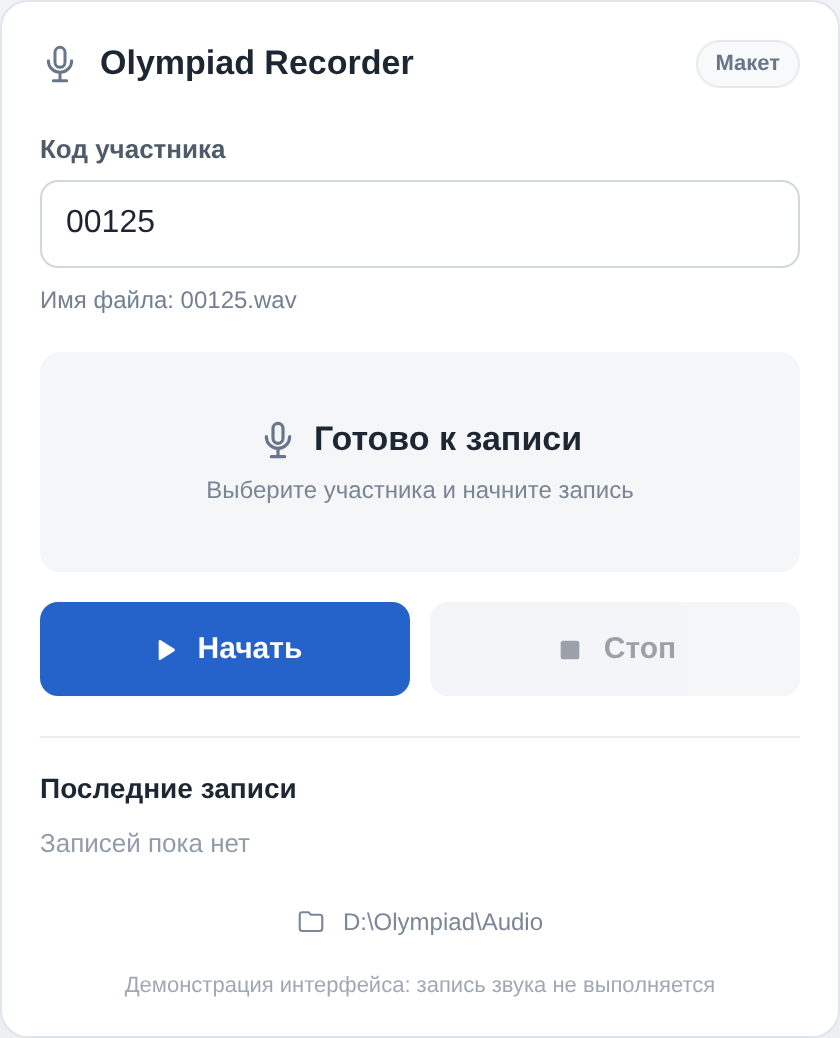 Olympiad Recorder
Макет
Код участника
00125
Имя файла: 00125.wav
Готово к записи
Выберите участника и начните запись
Начать
Стоп
Последние записи
Записей пока нет
D:\Olympiad\Audio
Демонстрация интерфейса: запись звука не выполняется